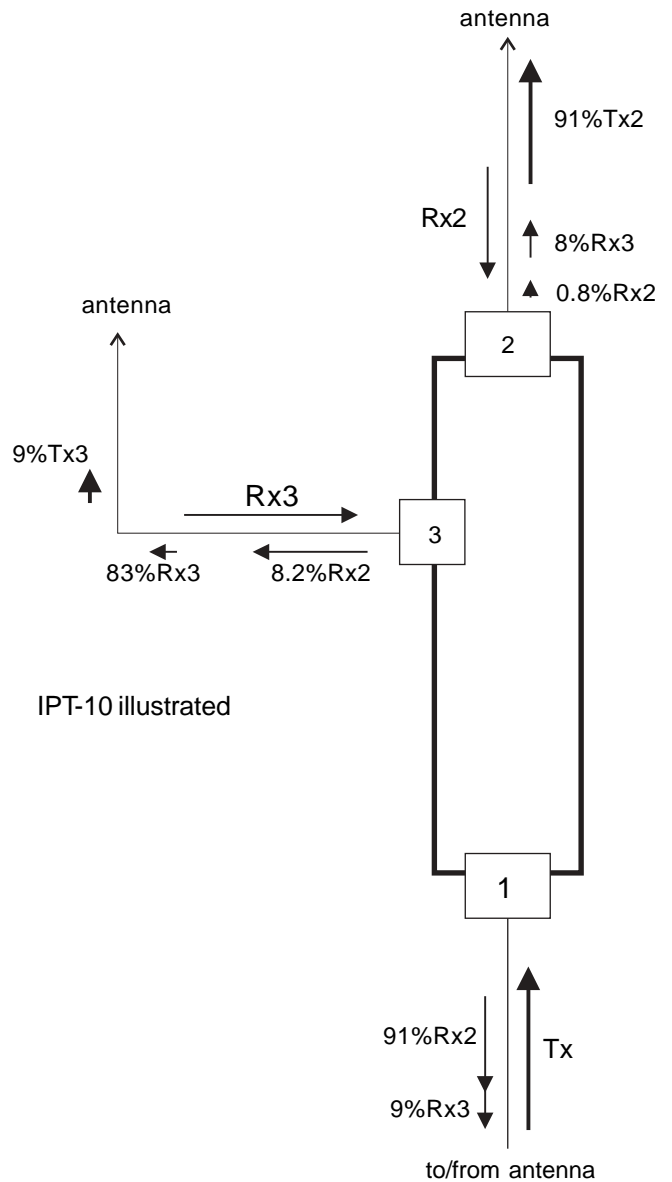 antenna
91%Tx2
Rx2
8%Rx3
0.8%Rx2
antenna
2
9%Tx3
Rx3
3
83%Rx3
8.2%Rx2
IPT-10 illustrated
1
91%Rx2
Tx
9%Rx3
to/from antenna